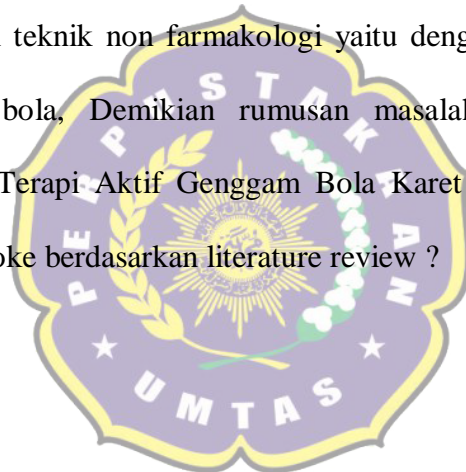 teknik non farmakologi yaitu deng
bola, Demikian rumusan masalah
Terapi Aktif Genggam Bola Karet
oke berdasarkan literature review ?
PERPUSTAKAAN
UMTAS